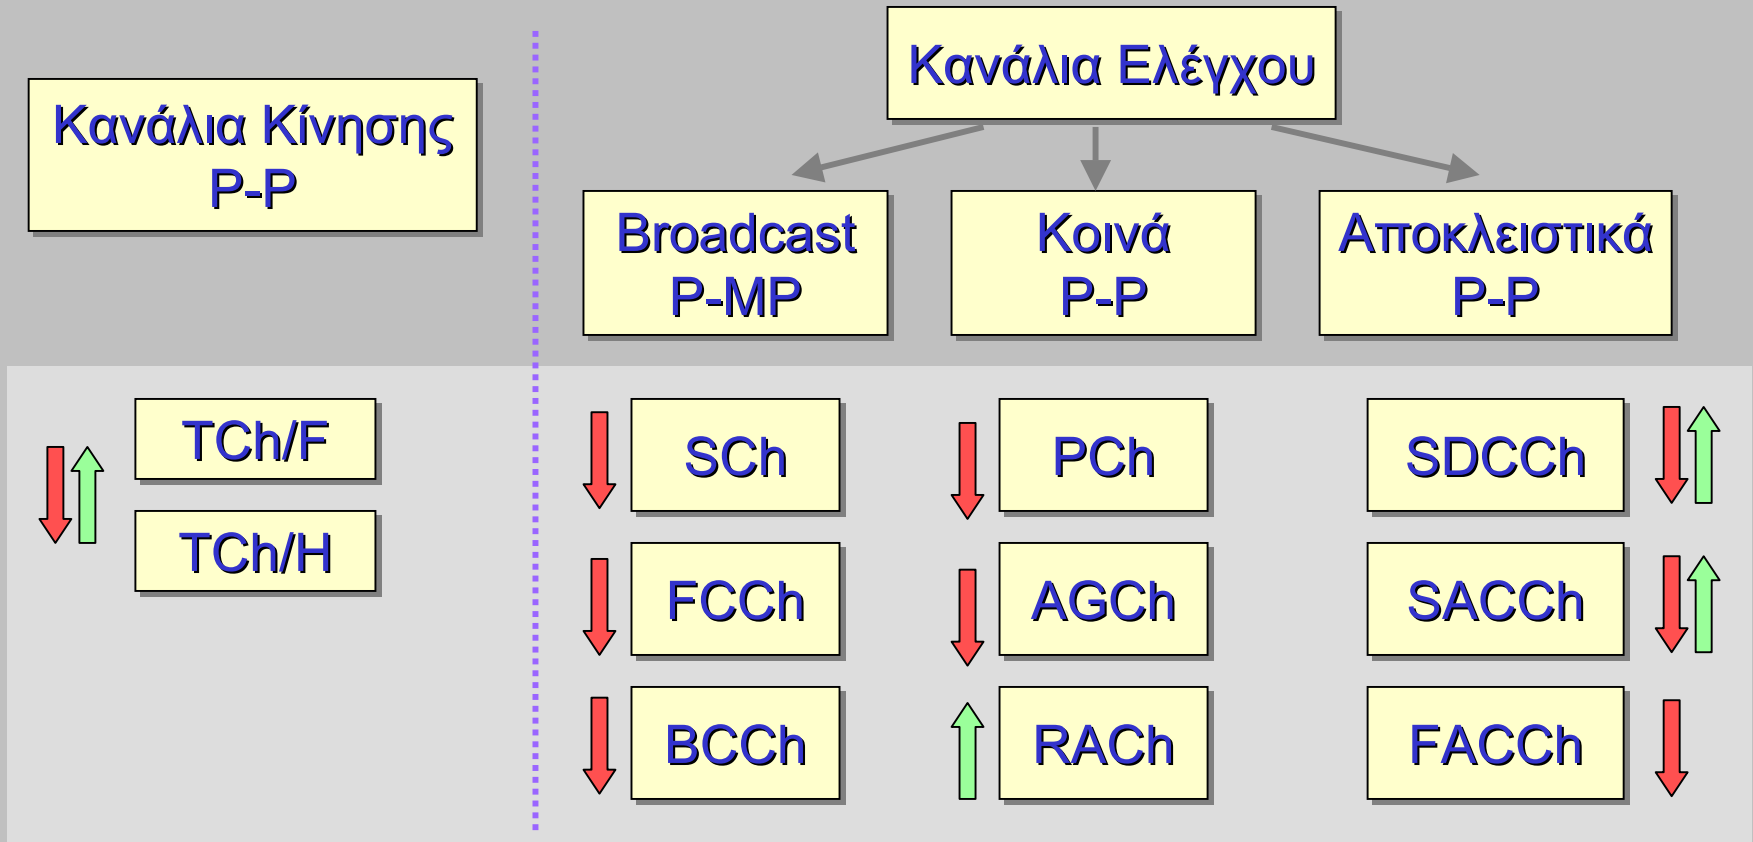 Κανάλια Κίνησης
P-P
Κανάλια Ελέγχου
Broadcast
P-MP
Κοινά
P-P
Αποκλειστικά
P-P
TCh/F
TCh/H
SCh
FCCh
BCCh
PCh
AGCh
RACh
SDCCh
SACCh
FACCh